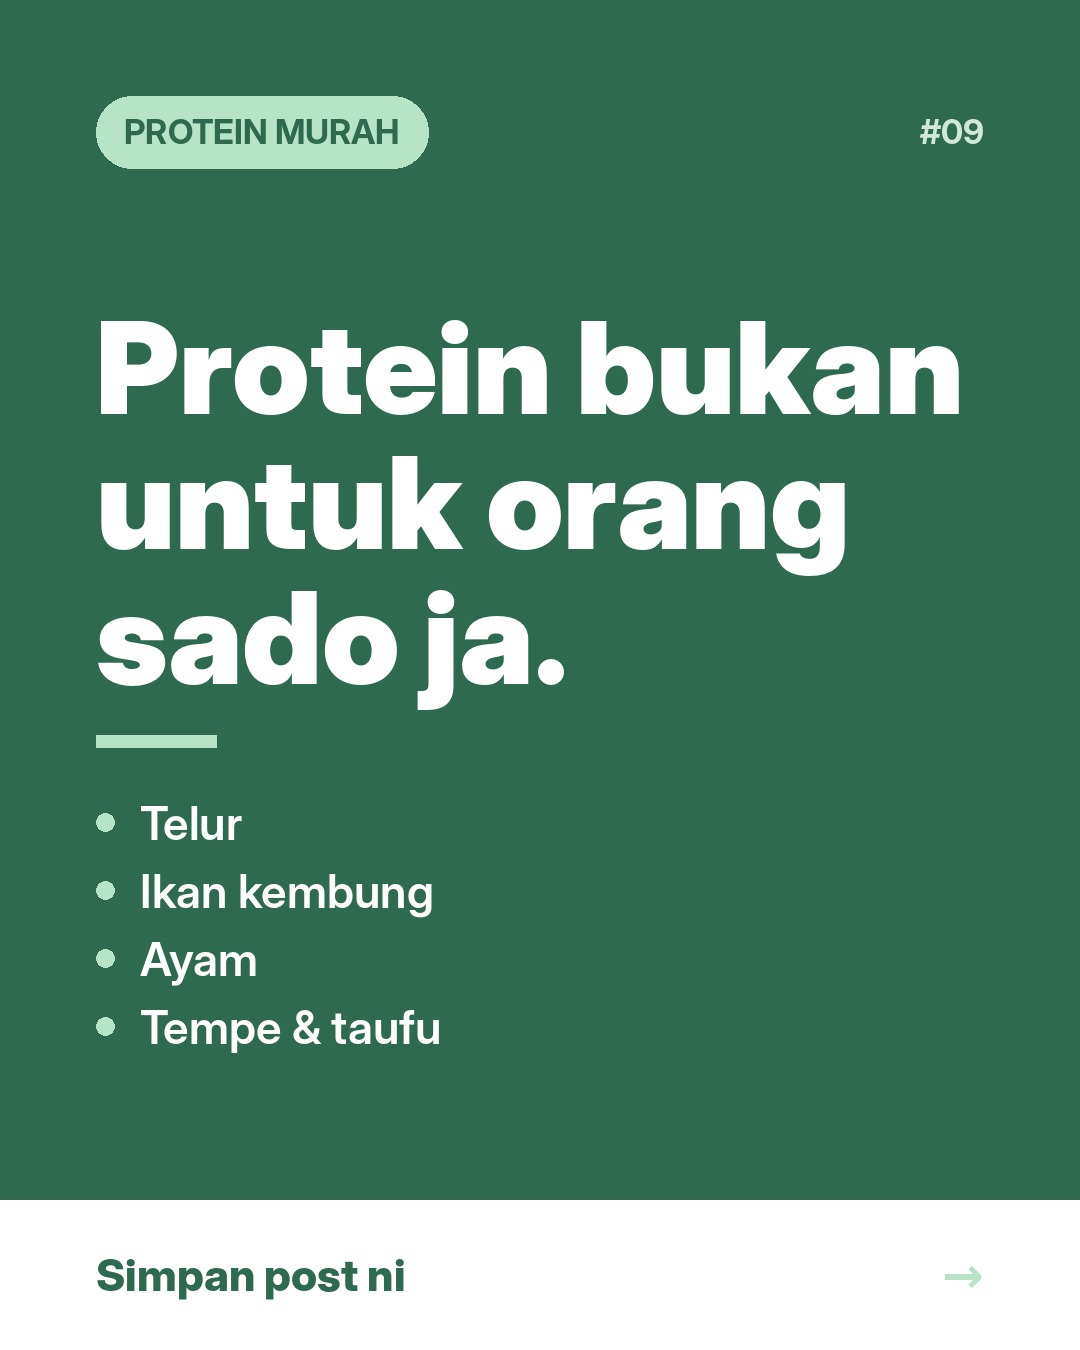 PROTEIN MURAH
#09
Protein bukan
untuk orang
sado ja.
Telur
Ikan kembung
Ayam
Tempe & taufu
Simpan post ni
→